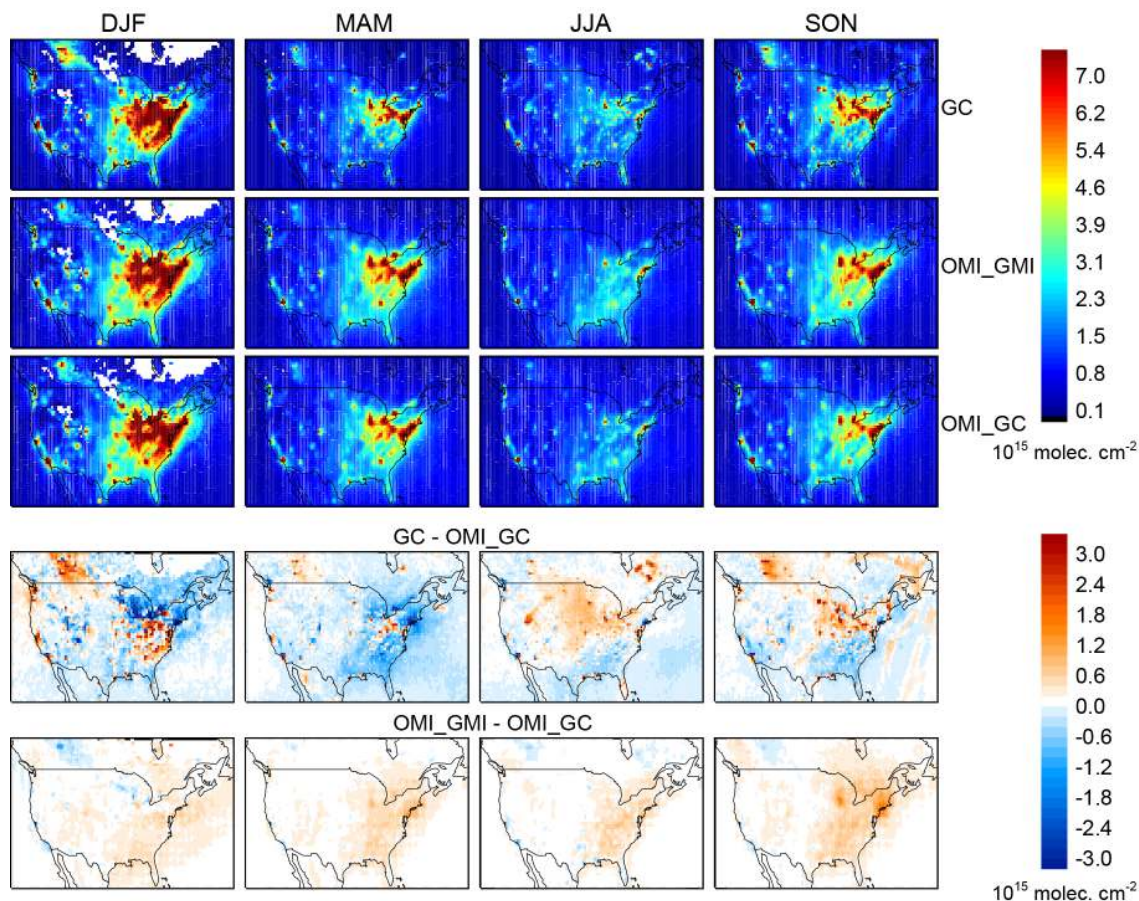 DJF MAM JJA SON
GC
OMI_GMI
OMI_GC
7.0
6.2
5.4
4.6
3.9
3.1
2.3
1.5
0.8
0.1
10¹⁵ molec. cm⁻²
GC - OMI_GC
OMI_GMI - OMI_GC
3.0
2.4
1.8
1.2
0.6
0.0
-0.6
-1.2
-1.8
-2.4
-3.0
10¹⁵ molec. cm⁻²